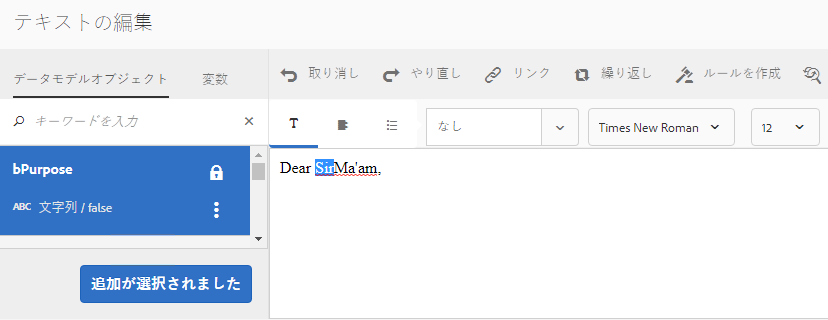 テキストの編集
データモデルオブジェクト 変数
取り消し やり直し リンク 繰り返し ルールを作成
キーワードを入力
T なし Times New Roman 12
bPurpose
ABC 文字列 / false
追加が選択されました
Dear SirMa'am,